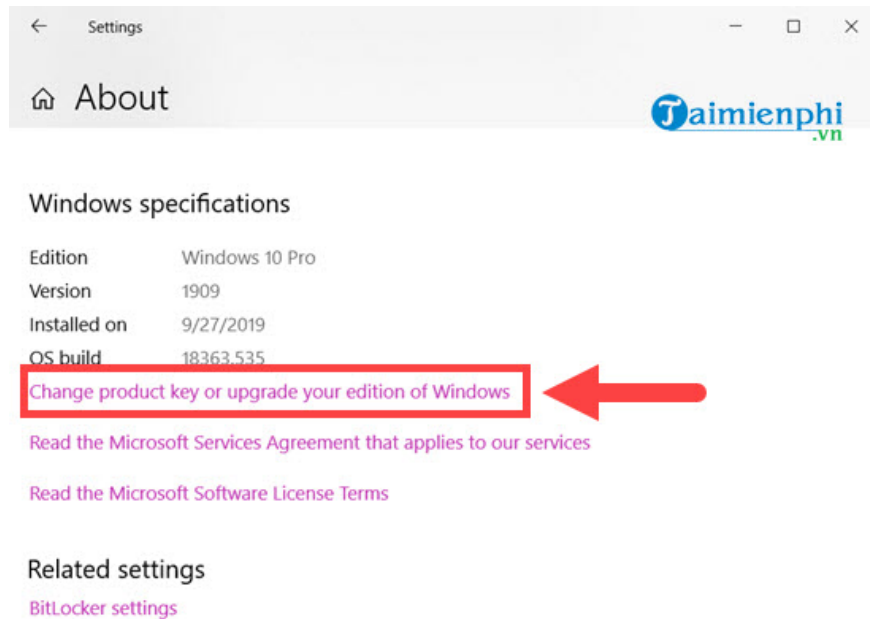 Settings
About
Taimienphi
.vn
Windows specifications
Edition Windows 10 Pro
Version 1909
Installed on 9/27/2019
OS build 18363.535
Change product key or upgrade your edition of Windows
Read the Microsoft Services Agreement that applies to our services
Read the Microsoft Software License Terms
Related settings
BitLocker settings